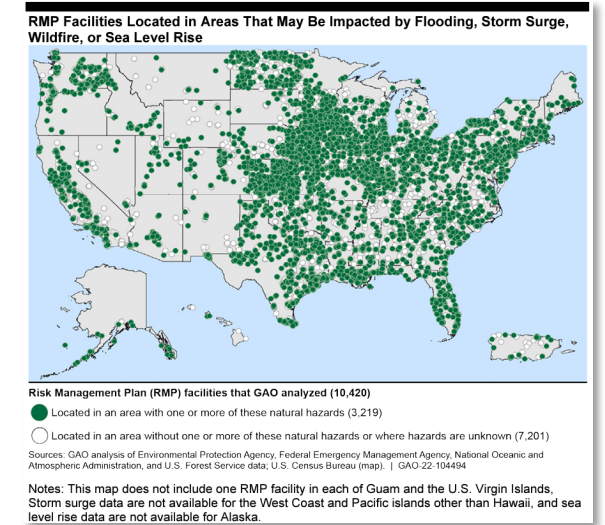 RMP Facilities Located in Areas That May Be Impacted by Flooding, Storm Surge,
Wildfire, or Sea Level Rise
Risk Management Plan (RMP) facilities that GAO analyzed (10,420)
Located in an area with one or more of these natural hazards (3,219)
Located in an area without one or more of these natural hazards or where hazards are unknown (7,201)
Sources: GAO analysis of Environmental Protection Agency, Federal Emergency Management Agency, National Oceanic and
Atmospheric Administration, and U.S. Forest Service data; U.S. Census Bureau (map). | GAO-22-104494
Notes: This map does not include one RMP facility in each of Guam and the U.S. Virgin Islands,
Storm surge data are not available for the West Coast and Pacific islands other than Hawaii, and sea
level rise data are not available for Alaska.